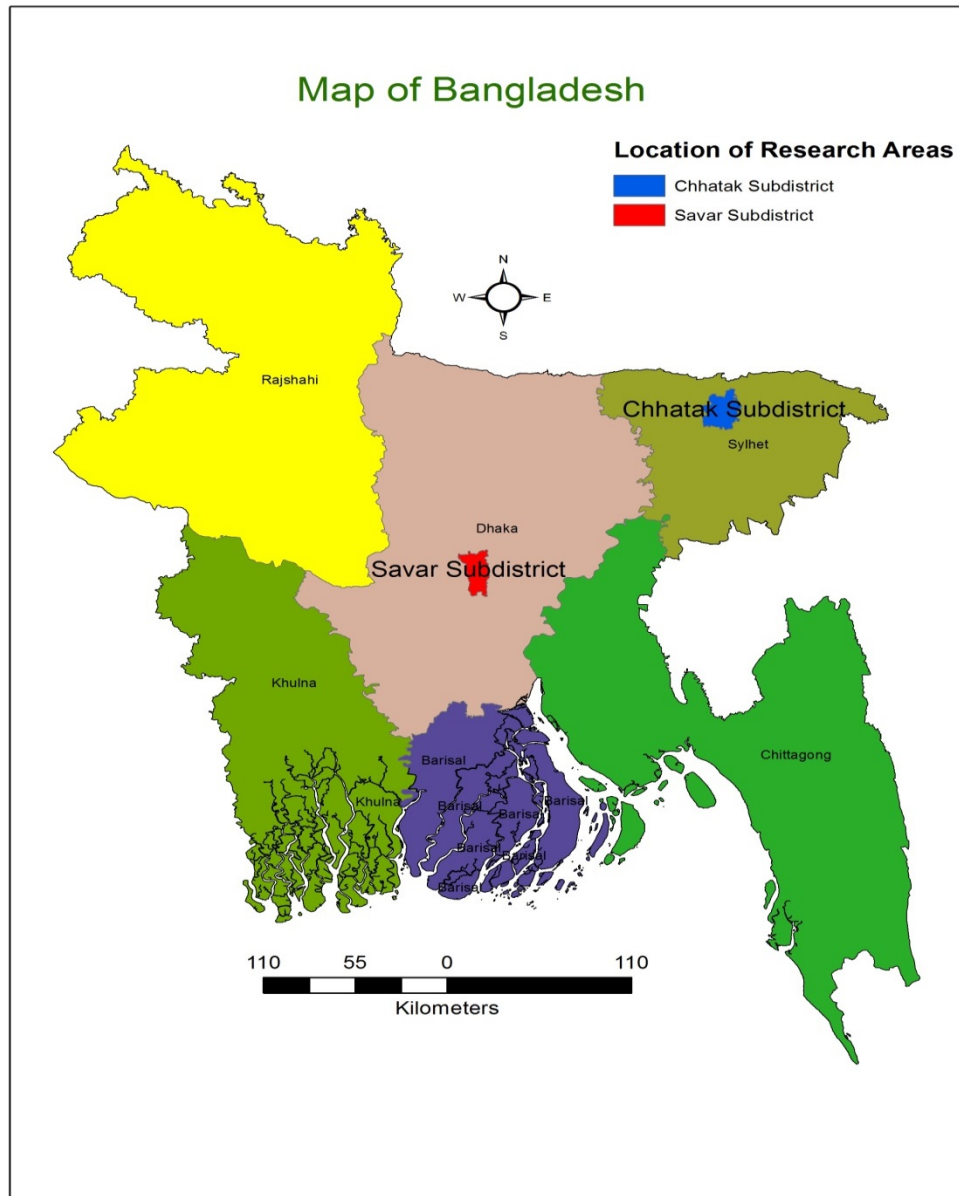 Map of Bangladesh
Location of Research Areas
Chhatak Subdistrict
Savar Subdistrict
N
W E
S
Rajshahi
Chhatak Subdistrict
Sylhet
Dhaka
Savar Subdistrict
Khulna
Chittagong
Barisal
Khulna
Barisal
Barisal
Barisal
Barisal
Barisal
Barisal
110 55 0 110
Kilometers